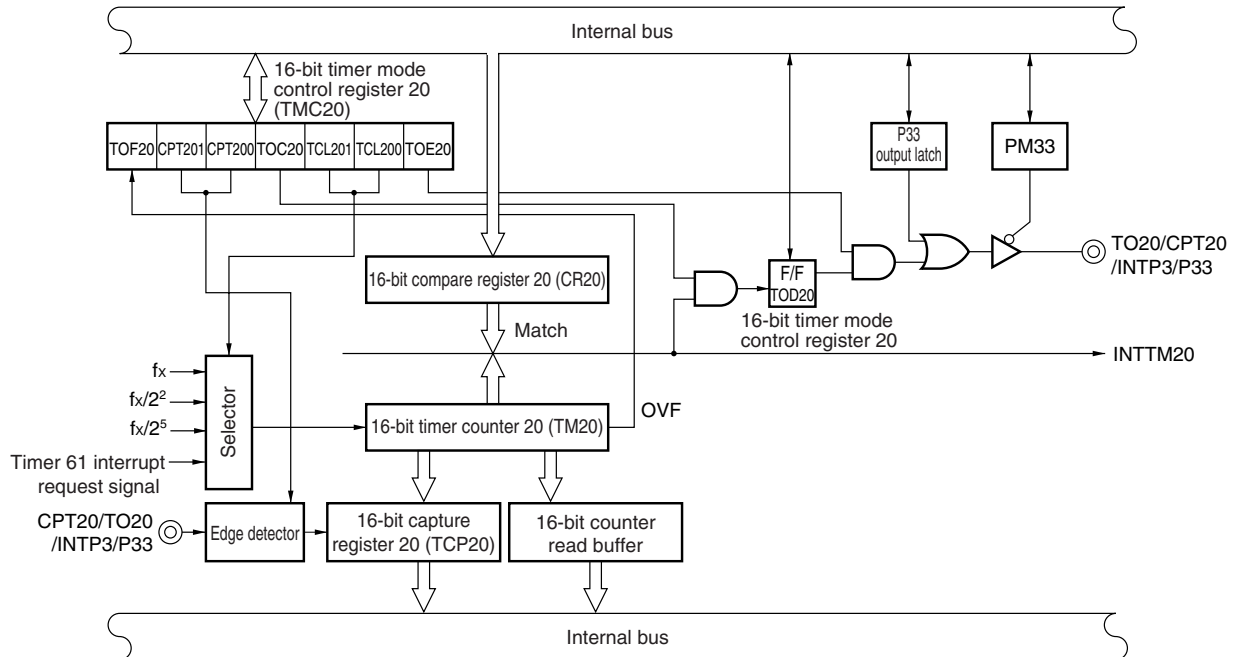 Internal bus
16-bit timer mode
control register 20
(TMC20)
TOF20 CPT201 CPT200 TOC20 TCL201 TCL200 TOE20
P33
output latch
PM33
TO20/CPT20
/INTP3/P33
16-bit compare register 20 (CR20)
F/F
TOD20
16-bit timer mode
control register 20
Match
INTTM20
fx
fx/2²
fx/2⁵
Timer 61 interrupt
request signal
Selector
16-bit timer counter 20 (TM20)
OVF
CPT20/TO20
/INTP3/P33
Edge detector
16-bit capture
register 20 (TCP20)
16-bit counter
read buffer
Internal bus